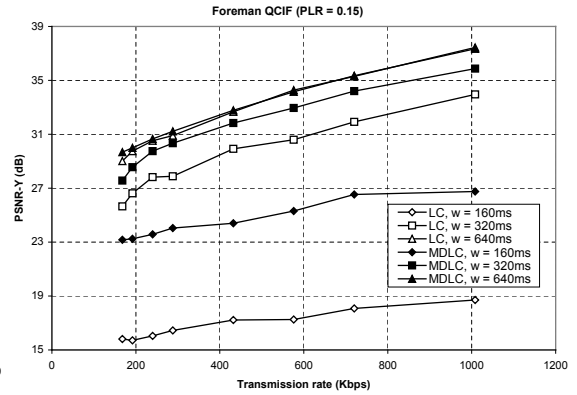 Foreman QCIF (PLR = 0.15)
39
35
31
27
23
19
15
PSNR-Y (dB)
LC, w = 160ms
LC, w = 320ms
LC, w = 640ms
MDLC, w = 160ms
MDLC, w = 320ms
MDLC, w = 640ms
0 200 400 600 800 1000 1200
Transmission rate (Kbps)